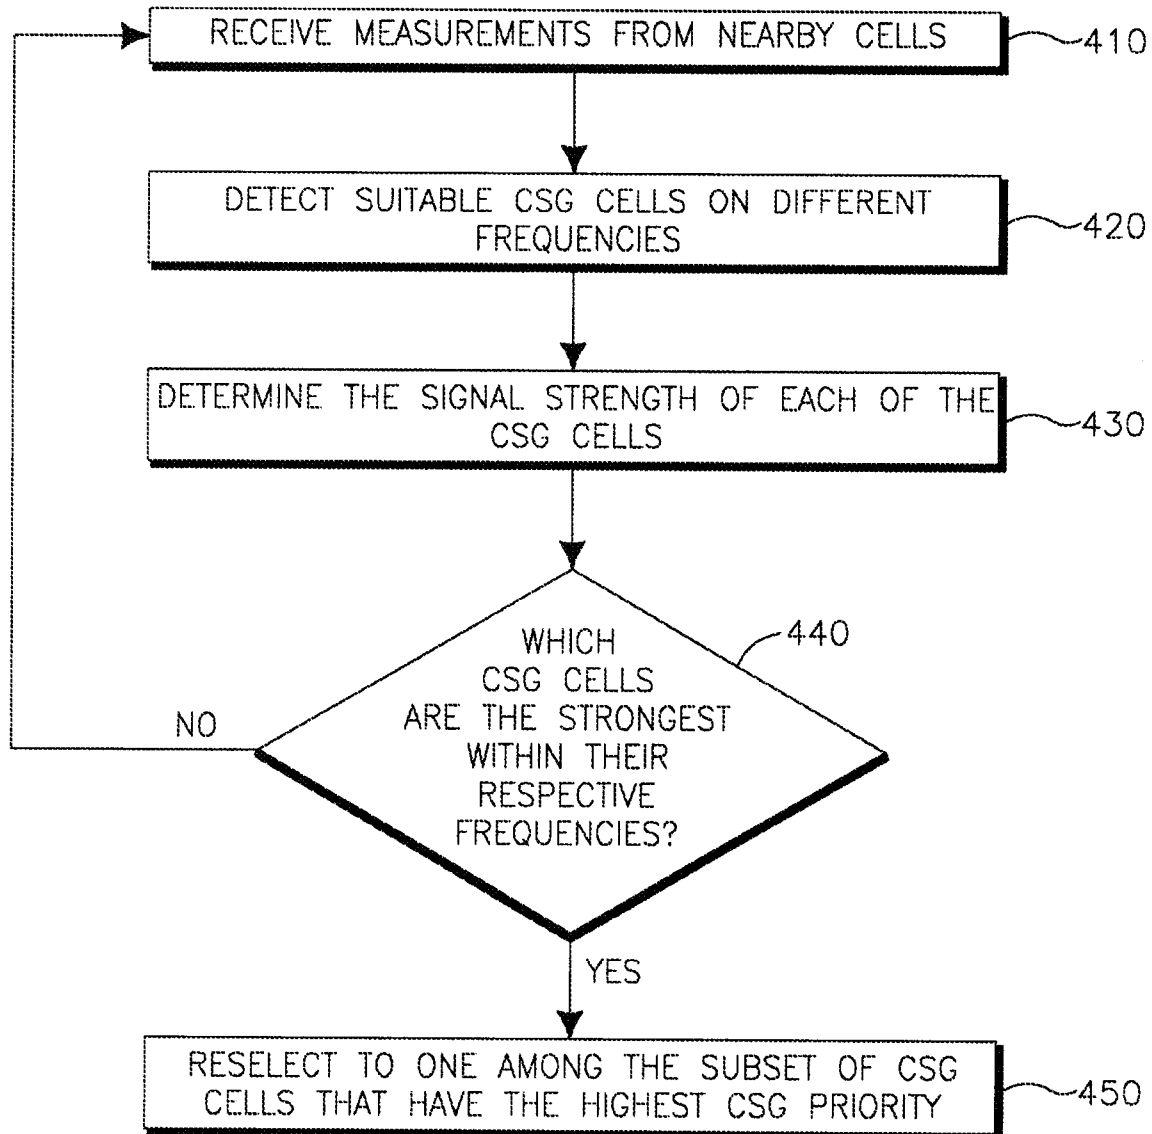 RECEIVE MEASUREMENTS FROM NEARBY CELLS
410
DETECT SUITABLE CSG CELLS ON DIFFERENT
FREQUENCIES
420
DETERMINE THE SIGNAL STRENGTH OF EACH OF THE
CSG CELLS
430
440
WHICH
CSG CELLS
ARE THE STRONGEST
WITHIN THEIR
RESPECTIVE
FREQUENCIES?
NO
YES
RESELECT TO ONE AMONG THE SUBSET OF CSG
CELLS THAT HAVE THE HIGHEST CSG PRIORITY
450